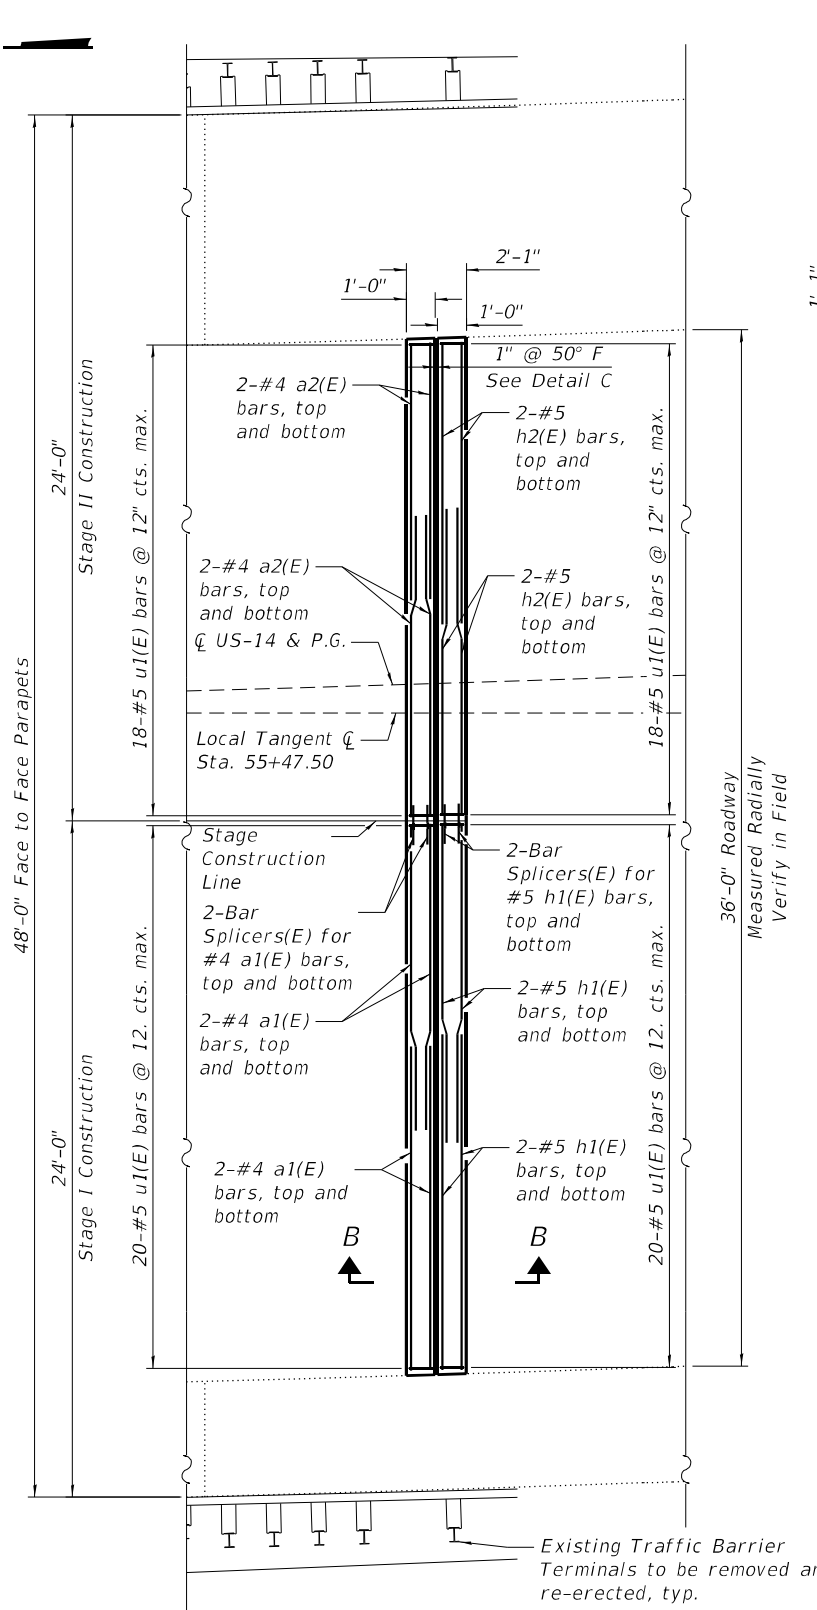 2'-1"
1'-0"
1'-0"
1'-1"
1" @ 50° F
See Detail C
2-#4 a2(E)
bars, top
and bottom
2-#5
h2(E) bars,
top and
bottom
24'-0"
Stage II Construction
18-#5 u1(E) bars @ 12" cts. max.
18-#5 u1(E) bars @ 12" cts. max.
2-#4 a2(E)
bars, top
and bottom
2-#5
h2(E) bars,
top and
bottom
℄ US-14 & P.G.
Local Tangent ℄
Sta. 55+47.50
48'-0" Face to Face Parapets
36'-0" Roadway
Measured Radially
Verify in Field
Stage
Construction
Line
2-Bar
Splicers(E) for
#5 h1(E) bars,
top and
bottom
2-Bar
Splicers(E) for
#4 a1(E) bars,
top and bottom
2-#5 h1(E)
bars, top
and bottom
2-#4 a1(E)
bars, top
and bottom
24'-0"
Stage I Construction
20-#5 u1(E) bars @ 12. cts. max.
20-#5 u1(E) bars @ 12. cts. max.
2-#4 a1(E)
bars, top and
bottom
2-#5 h1(E)
bars, top
and bottom
B
B
Existing Traffic Barrier
Terminals to be removed
re-erected, typ.